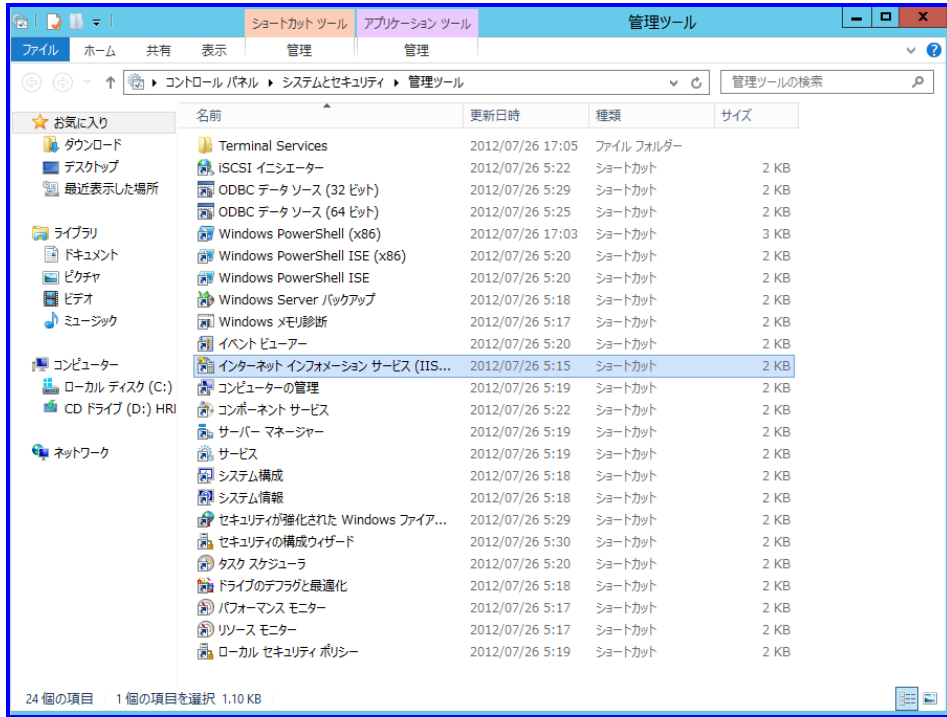 ショートカット ツール アプリケーション ツール 管理ツール
ファイル ホーム 共有 表示 管理 管理
コントロール パネル システムとセキュリティ 管理ツール 管理ツールの検索
お気に入り
ダウンロード
デスクトップ
最近表示した場所
ライブラリ
ドキュメント
ピクチャ
ビデオ
ミュージック
コンピューター
ローカル ディスク (C:)
CD ドライブ (D:) HRI
ネットワーク
名前 更新日時 種類 サイズ
Terminal Services 2012/07/26 17:05 ファイル フォルダー
iSCSI イニシエーター 2012/07/26 5:22 ショートカット 2 KB
ODBC データ ソース (32 ビット) 2012/07/26 5:29 ショートカット 2 KB
ODBC データ ソース (64 ビット) 2012/07/26 5:25 ショートカット 2 KB
Windows PowerShell (x86) 2012/07/26 17:03 ショートカット 3 KB
Windows PowerShell ISE (x86) 2012/07/26 5:20 ショートカット 2 KB
Windows PowerShell ISE 2012/07/26 5:20 ショートカット 2 KB
Windows Server バックアップ 2012/07/26 5:18 ショートカット 2 KB
Windows メモリ診断 2012/07/26 5:17 ショートカット 2 KB
イベント ビューアー 2012/07/26 5:20 ショートカット 2 KB
インターネット インフォメーション サービス (IIS... 2012/07/26 5:15 ショートカット 2 KB
コンピューターの管理 2012/07/26 5:19 ショートカット 2 KB
コンポーネント サービス 2012/07/26 5:22 ショートカット 2 KB
サーバー マネージャー 2012/07/26 5:19 ショートカット 2 KB
サービス 2012/07/26 5:19 ショートカット 2 KB
システム構成 2012/07/26 5:18 ショートカット 2 KB
システム情報 2012/07/26 5:18 ショートカット 2 KB
セキュリティが強化された Windows ファイア... 2012/07/26 5:29 ショートカット 2 KB
セキュリティの構成ウィザード 2012/07/26 5:30 ショートカット 2 KB
タスク スケジューラ 2012/07/26 5:20 ショートカット 2 KB
ドライブのデフラグと最適化 2012/07/26 5:18 ショートカット 2 KB
パフォーマンス モニター 2012/07/26 5:17 ショートカット 2 KB
リソース モニター 2012/07/26 5:17 ショートカット 2 KB
ローカル セキュリティ ポリシー 2012/07/26 5:19 ショートカット 2 KB
24 個の項目 1 個の項目を選択 1.10 KB